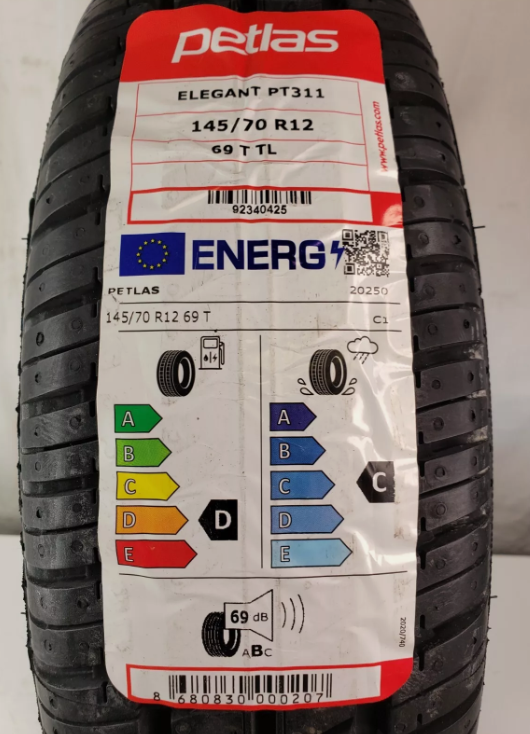 petlas
ELEGANT PT311
145/70 R12
69 T TL
www.petlas.com
92340425
ENERG
PETLAS 20250
145/70 R12 69 T C1
A A
B B
C C C
D D D
E E
69 dB
ABC
2020/740
8 680830 000207